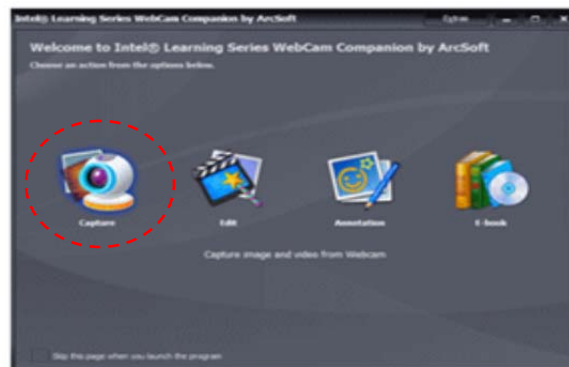 Intel® Learning Series WebCam Companion by ArcSoft
Extras
Welcome to Intel® Learning Series WebCam Companion by ArcSoft
Choose an action from the options below.
Capture
Edit
Annotation
E-book
Capture image and video from Webcam
Skip this page when you launch the program